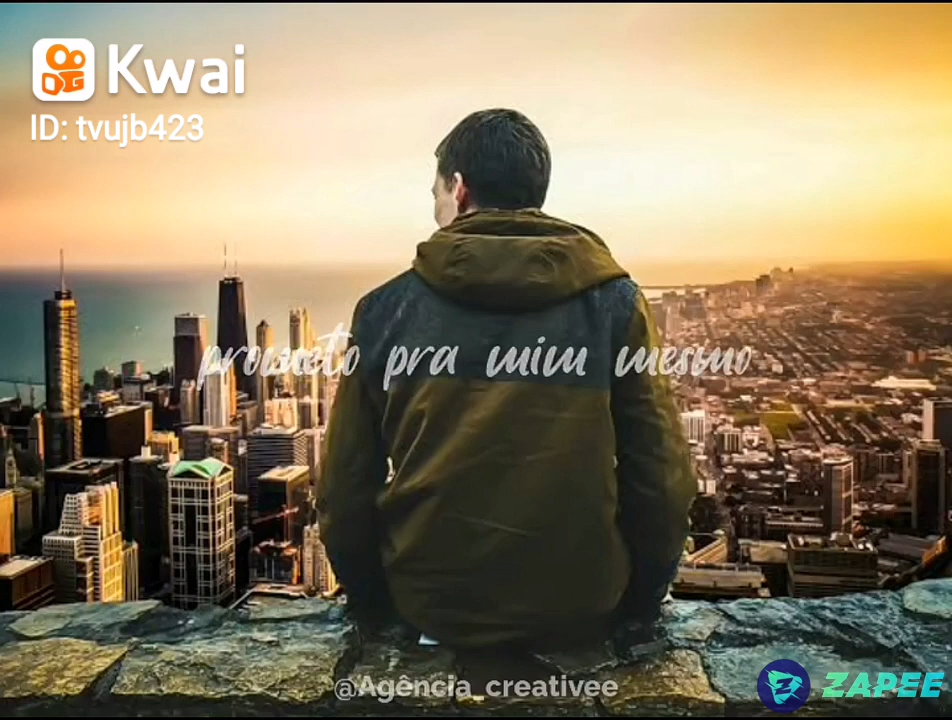 Kwai
ID: tvujb423
prometo pra mim mesmo
@Agência_creativee
ZAPEE